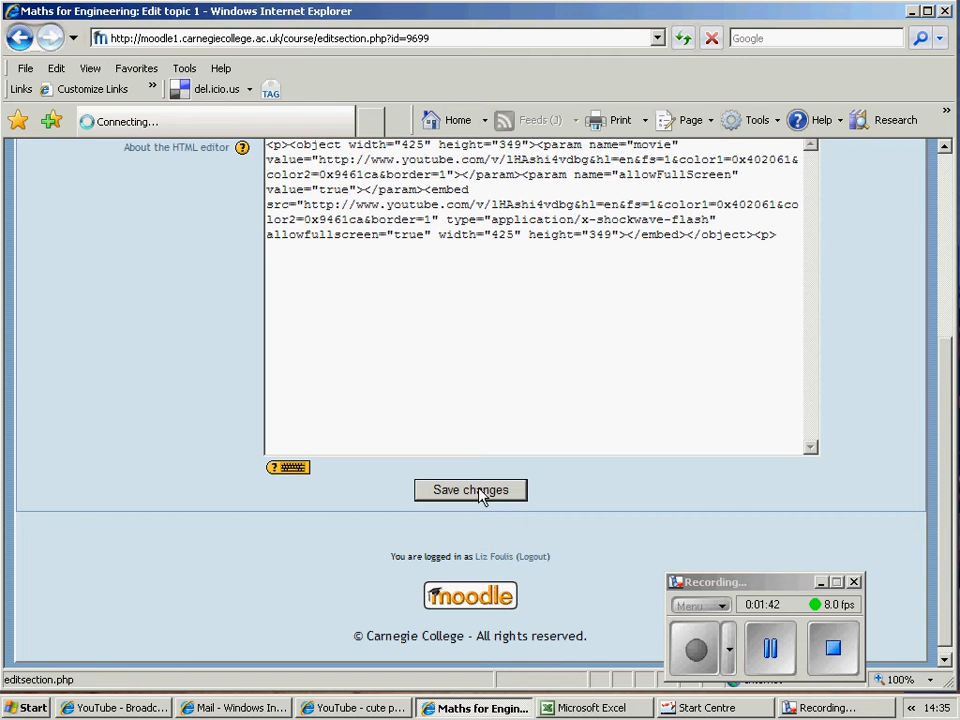 Maths for Engineering: Edit topic 1 - Windows Internet Explorer
http://moodle1.carnegiecollege.ac.uk/course/editsection.php?id=9699
Google
File Edit View Favorites Tools Help
Links Customize Links » del.icio.us TAG
Connecting...
Home Feeds (J) Print Page Tools Help Research »
About the HTML editor ?
<p><object width="425" height="349"><param name="movie"
value="http://www.youtube.com/v/lHAshi4vdbg&hl=en&fs=1&color1=0x402061&
color2=0x9461ca&border=1"></param><param name="allowFullScreen"
value="true"></param><embed
src="http://www.youtube.com/v/lHAshi4vdbg&hl=en&fs=1&color1=0x402061&co
lor2=0x9461ca&border=1" type="application/x-shockwave-flash"
allowfullscreen="true" width="425" height="349"></embed></object><p>
?
Save changes
You are logged in as Liz Foulis (Logout)
moodle
© Carnegie College - All rights reserved.
Recording...
Menu 0:01:42 8.0 fps
editsection.php 100%
Start YouTube - Broadc... Mail - Windows In... YouTube - cute p... Maths for Engin... Microsoft Excel Start Centre Recording... « 14:35